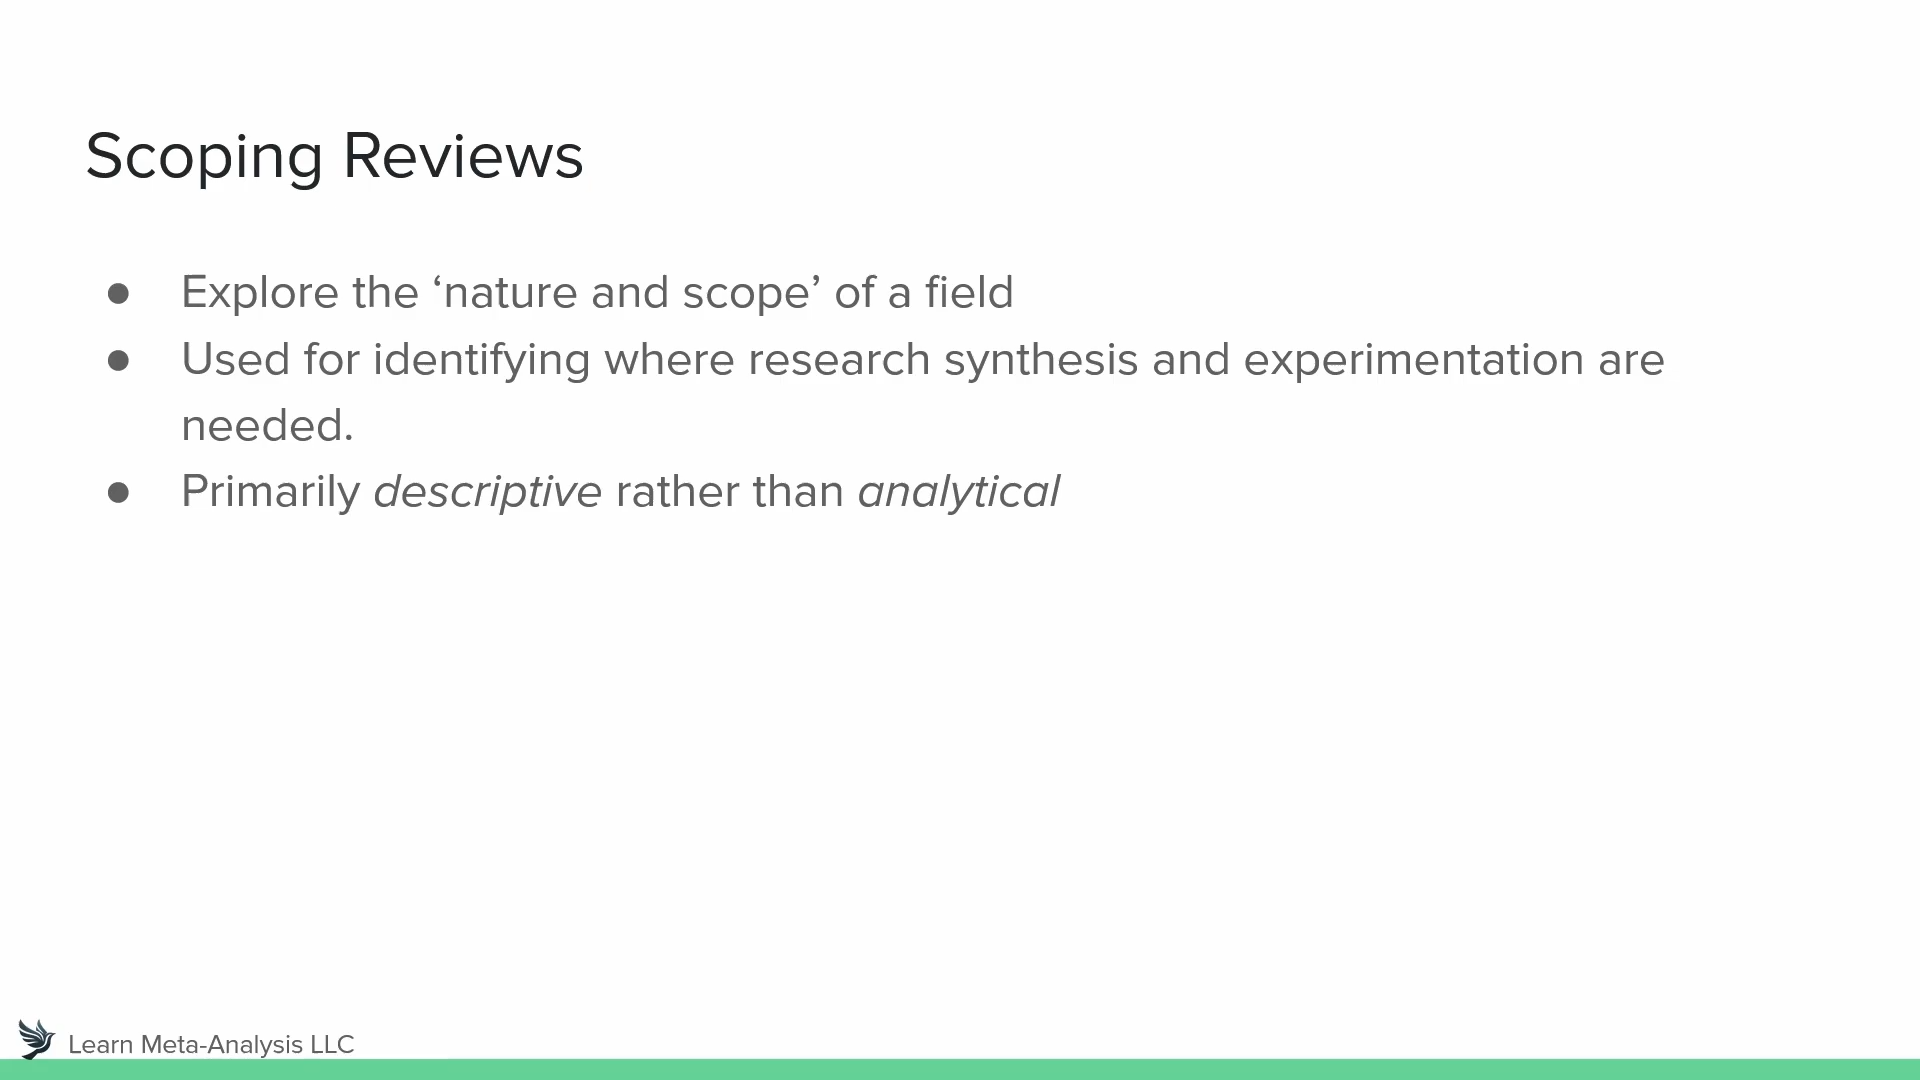 Scoping Reviews
● Explore the ‘nature and scope’ of a field
● Used for identifying where research synthesis and experimentation are
needed.
● Primarily descriptive rather than analytical
Learn Meta-Analysis LLC